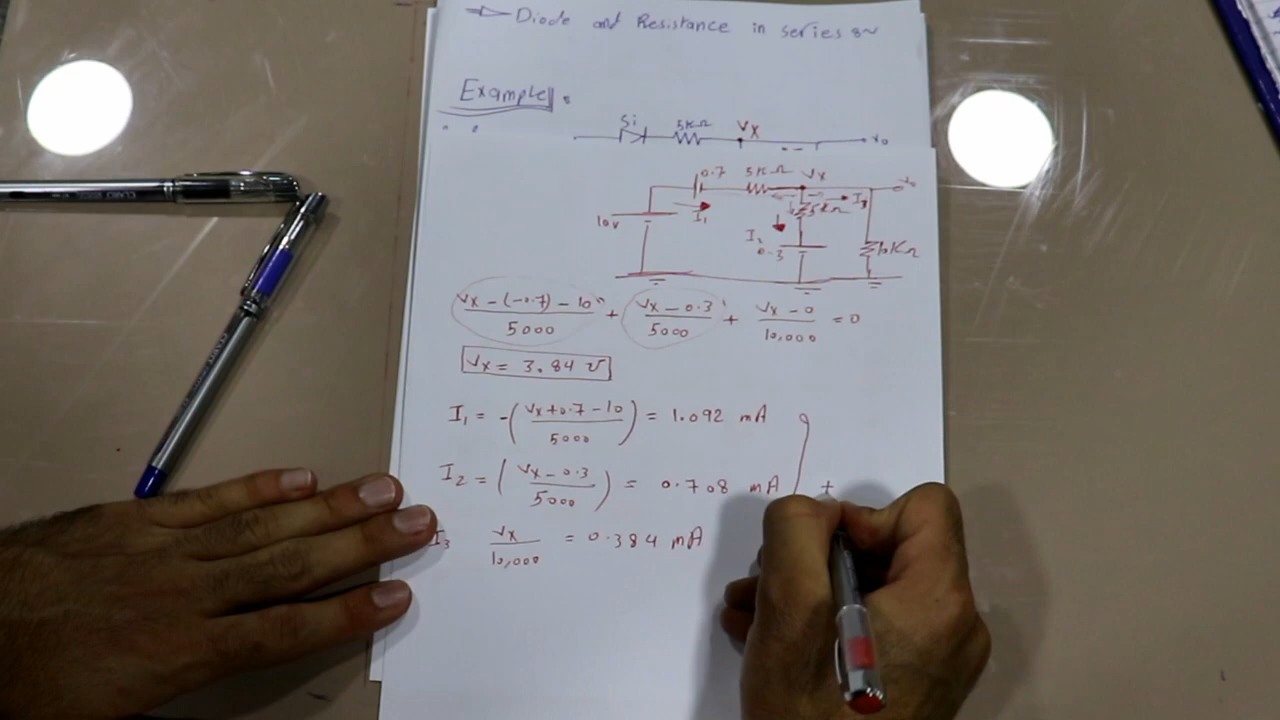 Diode and Resistance in series
Example
Si 5KΩ Vx Vo
0.7 5KΩ Vx Vo
I1 5KΩ I3
10V I2 0.3 10KΩ
Vx - (-0.7) - 10 / 5000 + Vx - 0.3 / 5000 + Vx - 0 / 10,000 = 0
Vx = 3.84 V
I1 = -(Vx + 0.7 - 10 / 5000) = 1.092 mA
I2 = (Vx - 0.3 / 5000) = 0.708 mA +
I3 Vx / 10,000 = 0.384 mA